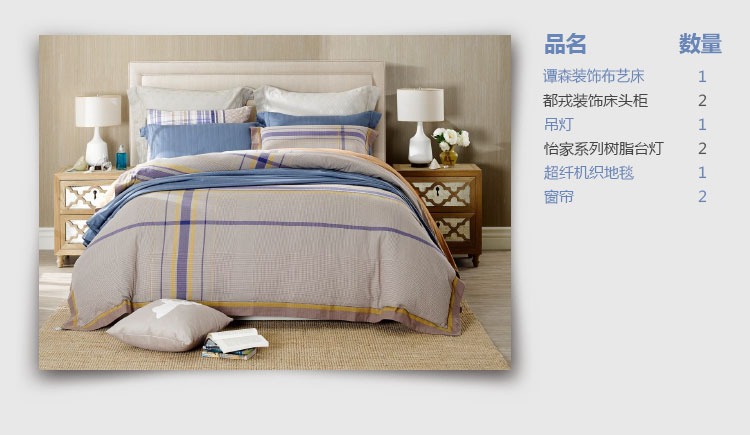 品名 数量
谭森装饰布艺床 1
都戎装饰床头柜 2
吊灯 1
怡家系列树脂台灯 2
超纤机织地毯 1
窗帘 2